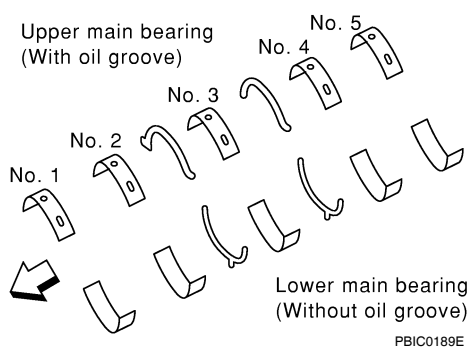 Upper main bearing
(With oil groove)
No. 5
No. 4
No. 3
No. 2
No. 1
Lower main bearing
(Without oil groove)
PBIC0189E